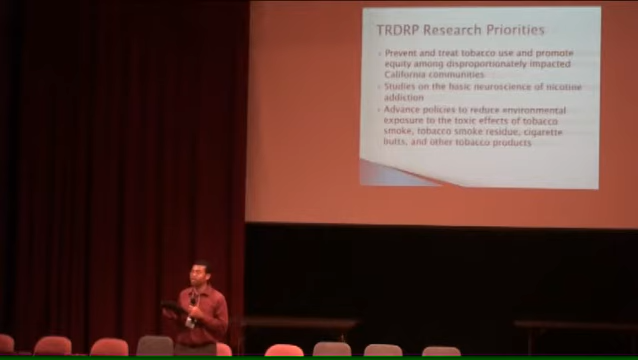 TRDRP Research Priorities
Prevent and treat tobacco use and promote
equity among disproportionately impacted
California communities
Studies on the basic neuroscience of nicotine
addiction
Advance policies to reduce environmental
exposure to the toxic effects of tobacco
smoke, tobacco smoke residue, cigarette
butts, and other tobacco products